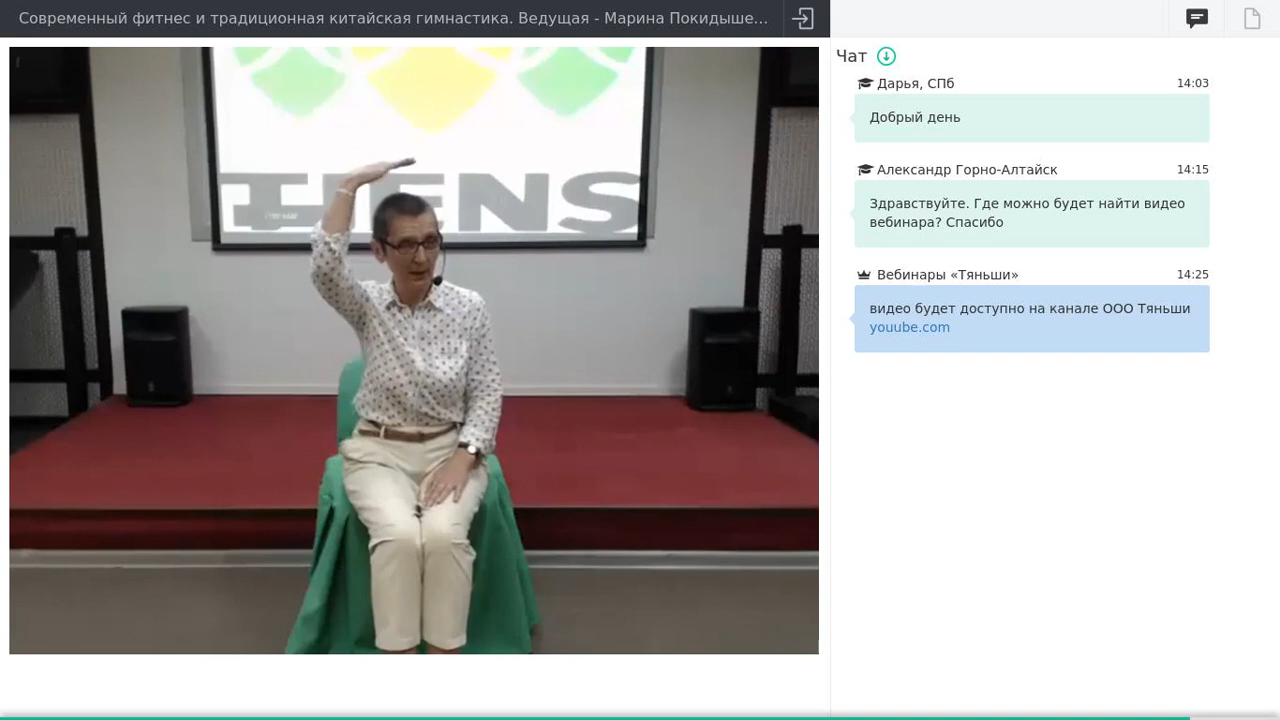 Современный фитнес и традиционная китайская гимнастика. Ведущая - Марина Покидыше...
Чат
Дарья, СПб 14:03
Добрый день
Александр Горно-Алтайск 14:15
Здравствуйте. Где можно будет найти видео
вебинара? Спасибо
Вебинары «Тяньши» 14:25
видео будет доступно на канале ООО Тяньши
youube.com
TIENS